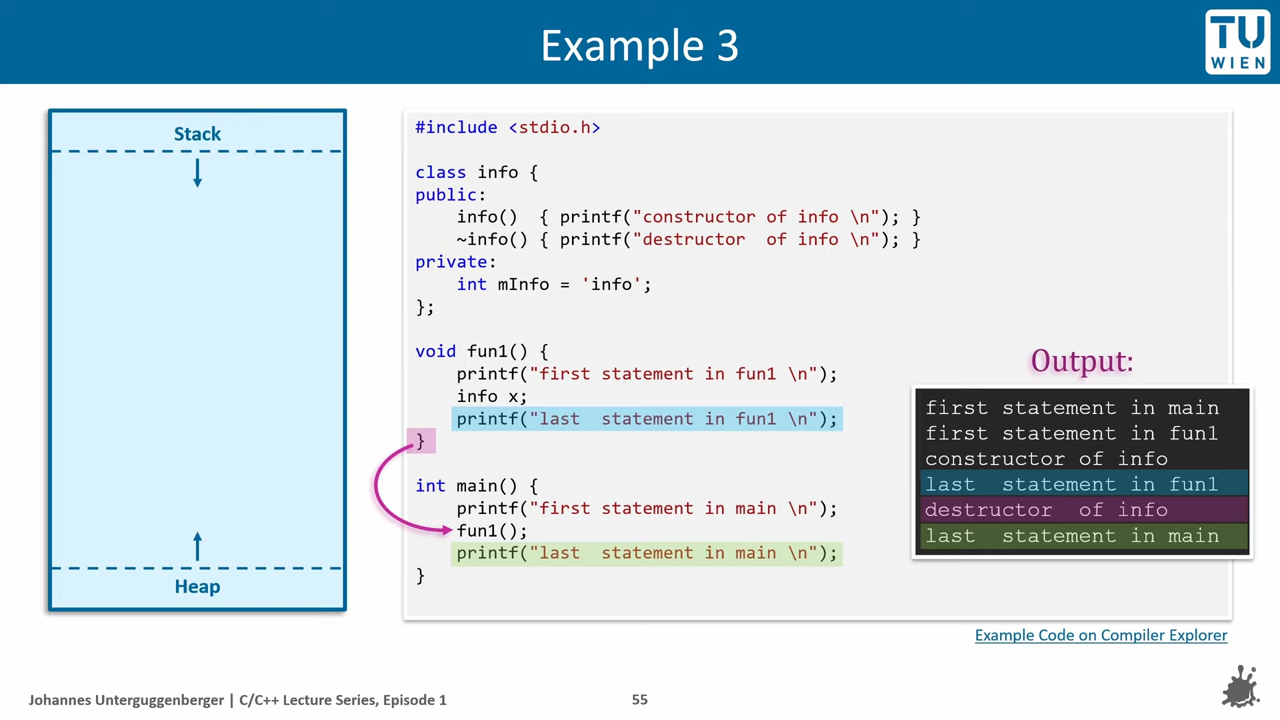 Example 3
TU
WIEN
Stack
Heap
#include <stdio.h>
class info {
public:
info()  { printf("constructor of info \n"); }
~info() { printf("destructor  of info \n"); }
private:
int mInfo = 'info';
};
void fun1() {
printf("first statement in fun1 \n");
info x;
printf("last  statement in fun1 \n");
}
int main() {
printf("first statement in main \n");
fun1();
printf("last  statement in main \n");
}
Output:
first statement in main
first statement in fun1
constructor of info
last  statement in fun1
destructor  of info
last  statement in main
Example Code on Compiler Explorer
Johannes Unterguggenberger | C/C++ Lecture Series, Episode 1
55